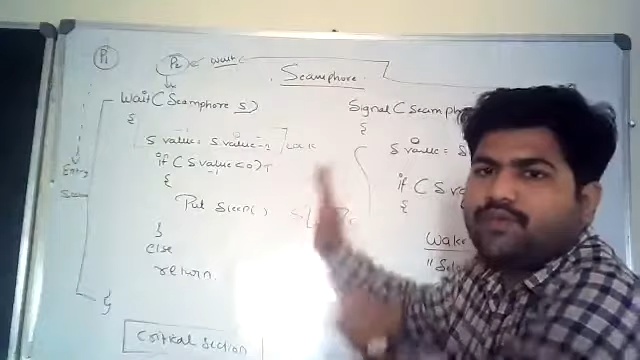 P1
P2 ← wait
Seamphore
Wait C Seamphore S)
{
S value = S value - 1
if C S value < 0)
{
Put Sleep( )
}
else
return.
}
Entry
Critical Section
Signal C Seamph
{
S value = S
if C S va
{
Wake